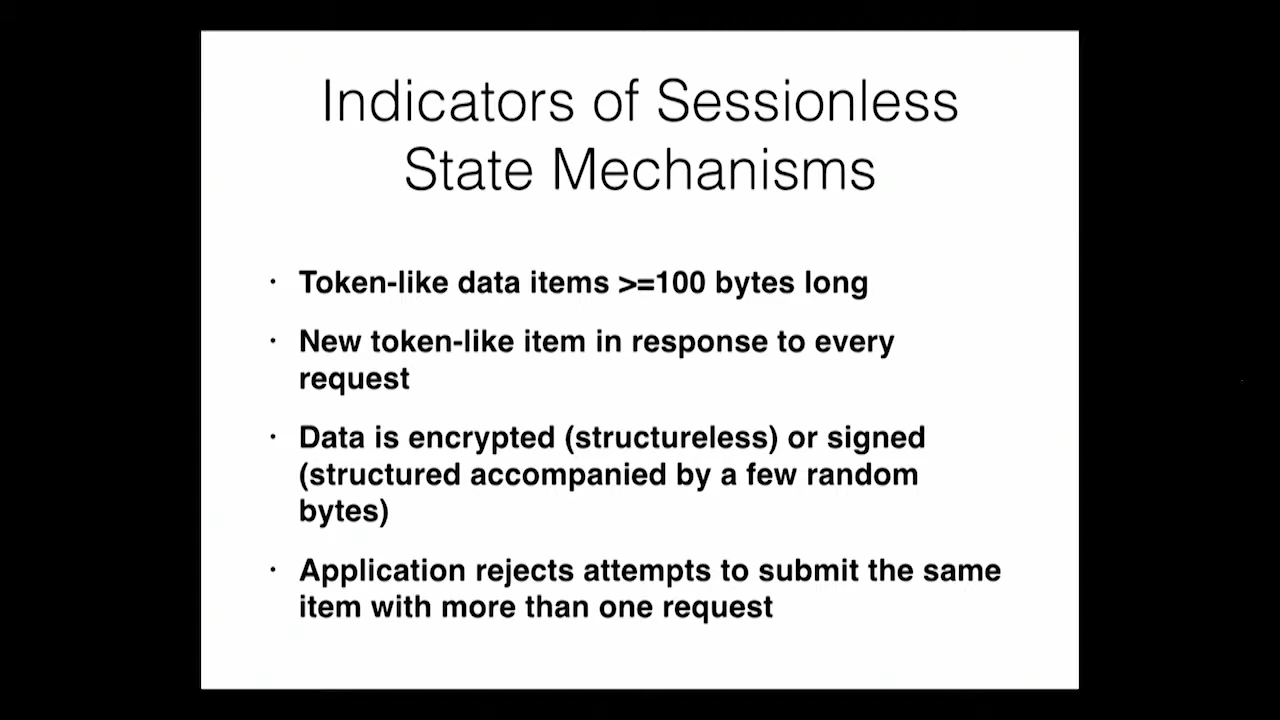 Indicators of Sessionless
State Mechanisms
· Token-like data items >=100 bytes long
· New token-like item in response to every
request
· Data is encrypted (structureless) or signed
(structured accompanied by a few random
bytes)
· Application rejects attempts to submit the same
item with more than one request